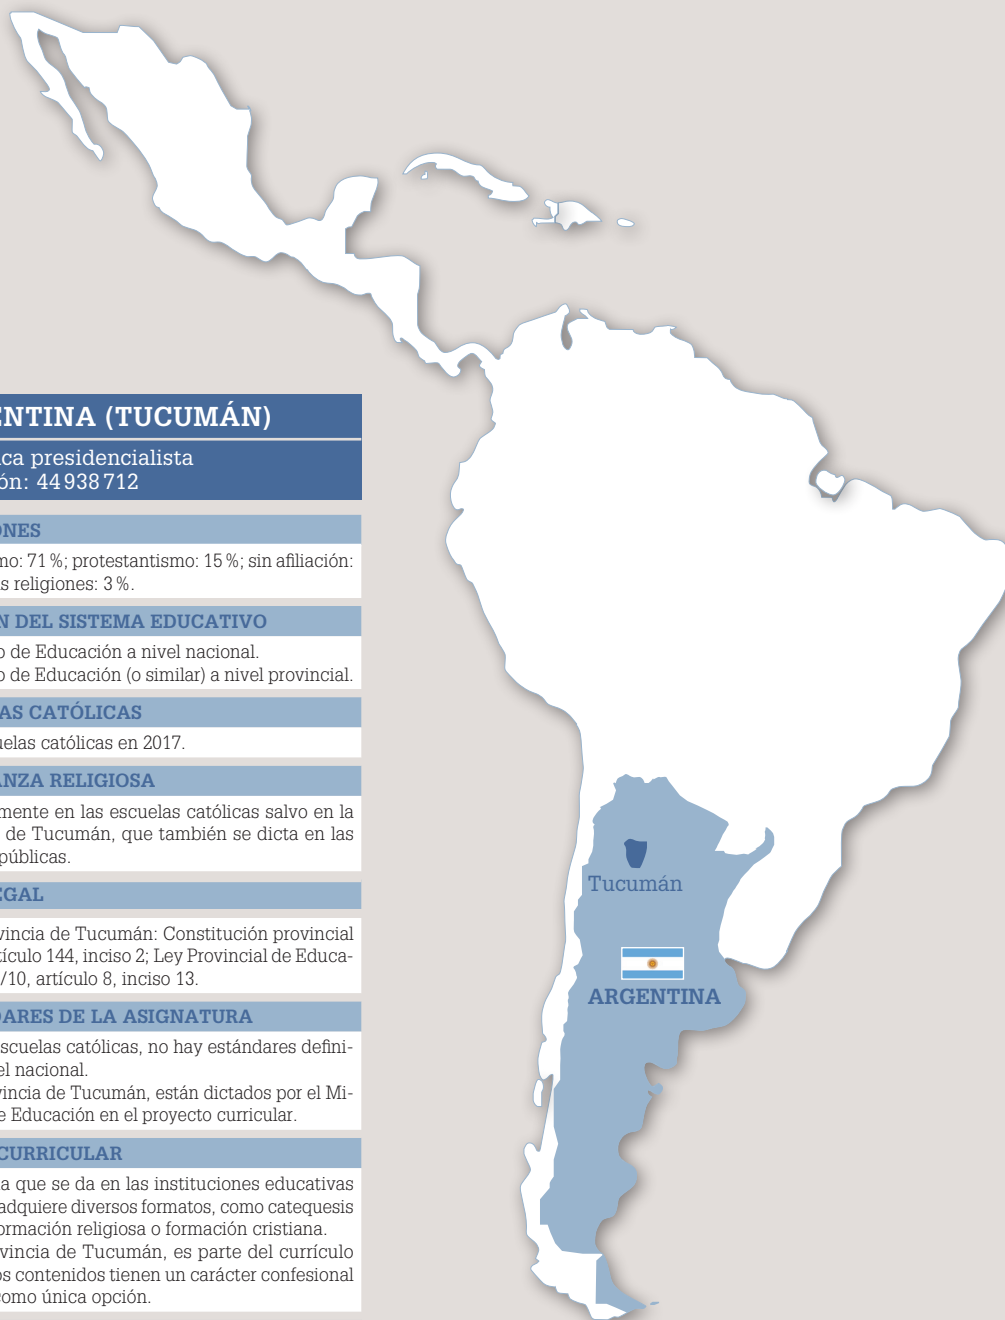 ENTINA (TUCUMÁN)
ca presidencialista
ón: 44 938 712
ONES
mo: 71 %; protestantismo: 15 %; sin afiliación:
s religiones: 3 %.
N DEL SISTEMA EDUCATIVO
o de Educación a nivel nacional.
o de Educación (o similar) a nivel provincial.
AS CATÓLICAS
uelas católicas en 2017.
ANZA RELIGIOSA
mente en las escuelas católicas salvo en la
de Tucumán, que también se dicta en las
públicas.
EGAL
vincia de Tucumán: Constitución provincial
tículo 144, inciso 2; Ley Provincial de Educa-
/10, artículo 8, inciso 13.
DARES DE LA ASIGNATURA
escuelas católicas, no hay estándares defini-
el nacional.
vincia de Tucumán, están dictados por el Mi-
e Educación en el proyecto curricular.
CURRICULAR
a que se da en las instituciones educativas
adquiere diversos formatos, como catequesis
ormación religiosa o formación cristiana.
vincia de Tucumán, es parte del currículo
os contenidos tienen un carácter confesional
como única opción.
Tucumán
ARGENTINA